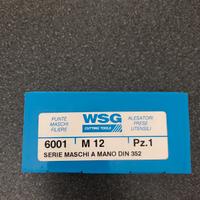 PUNTE
MASCHI
FILIERE
WSG
CUTTING TOOLS
ALESATORI
FRESE
UTENSILI
6001 M 12 Pz.1
SERIE MASCHI A MANO DIN 352